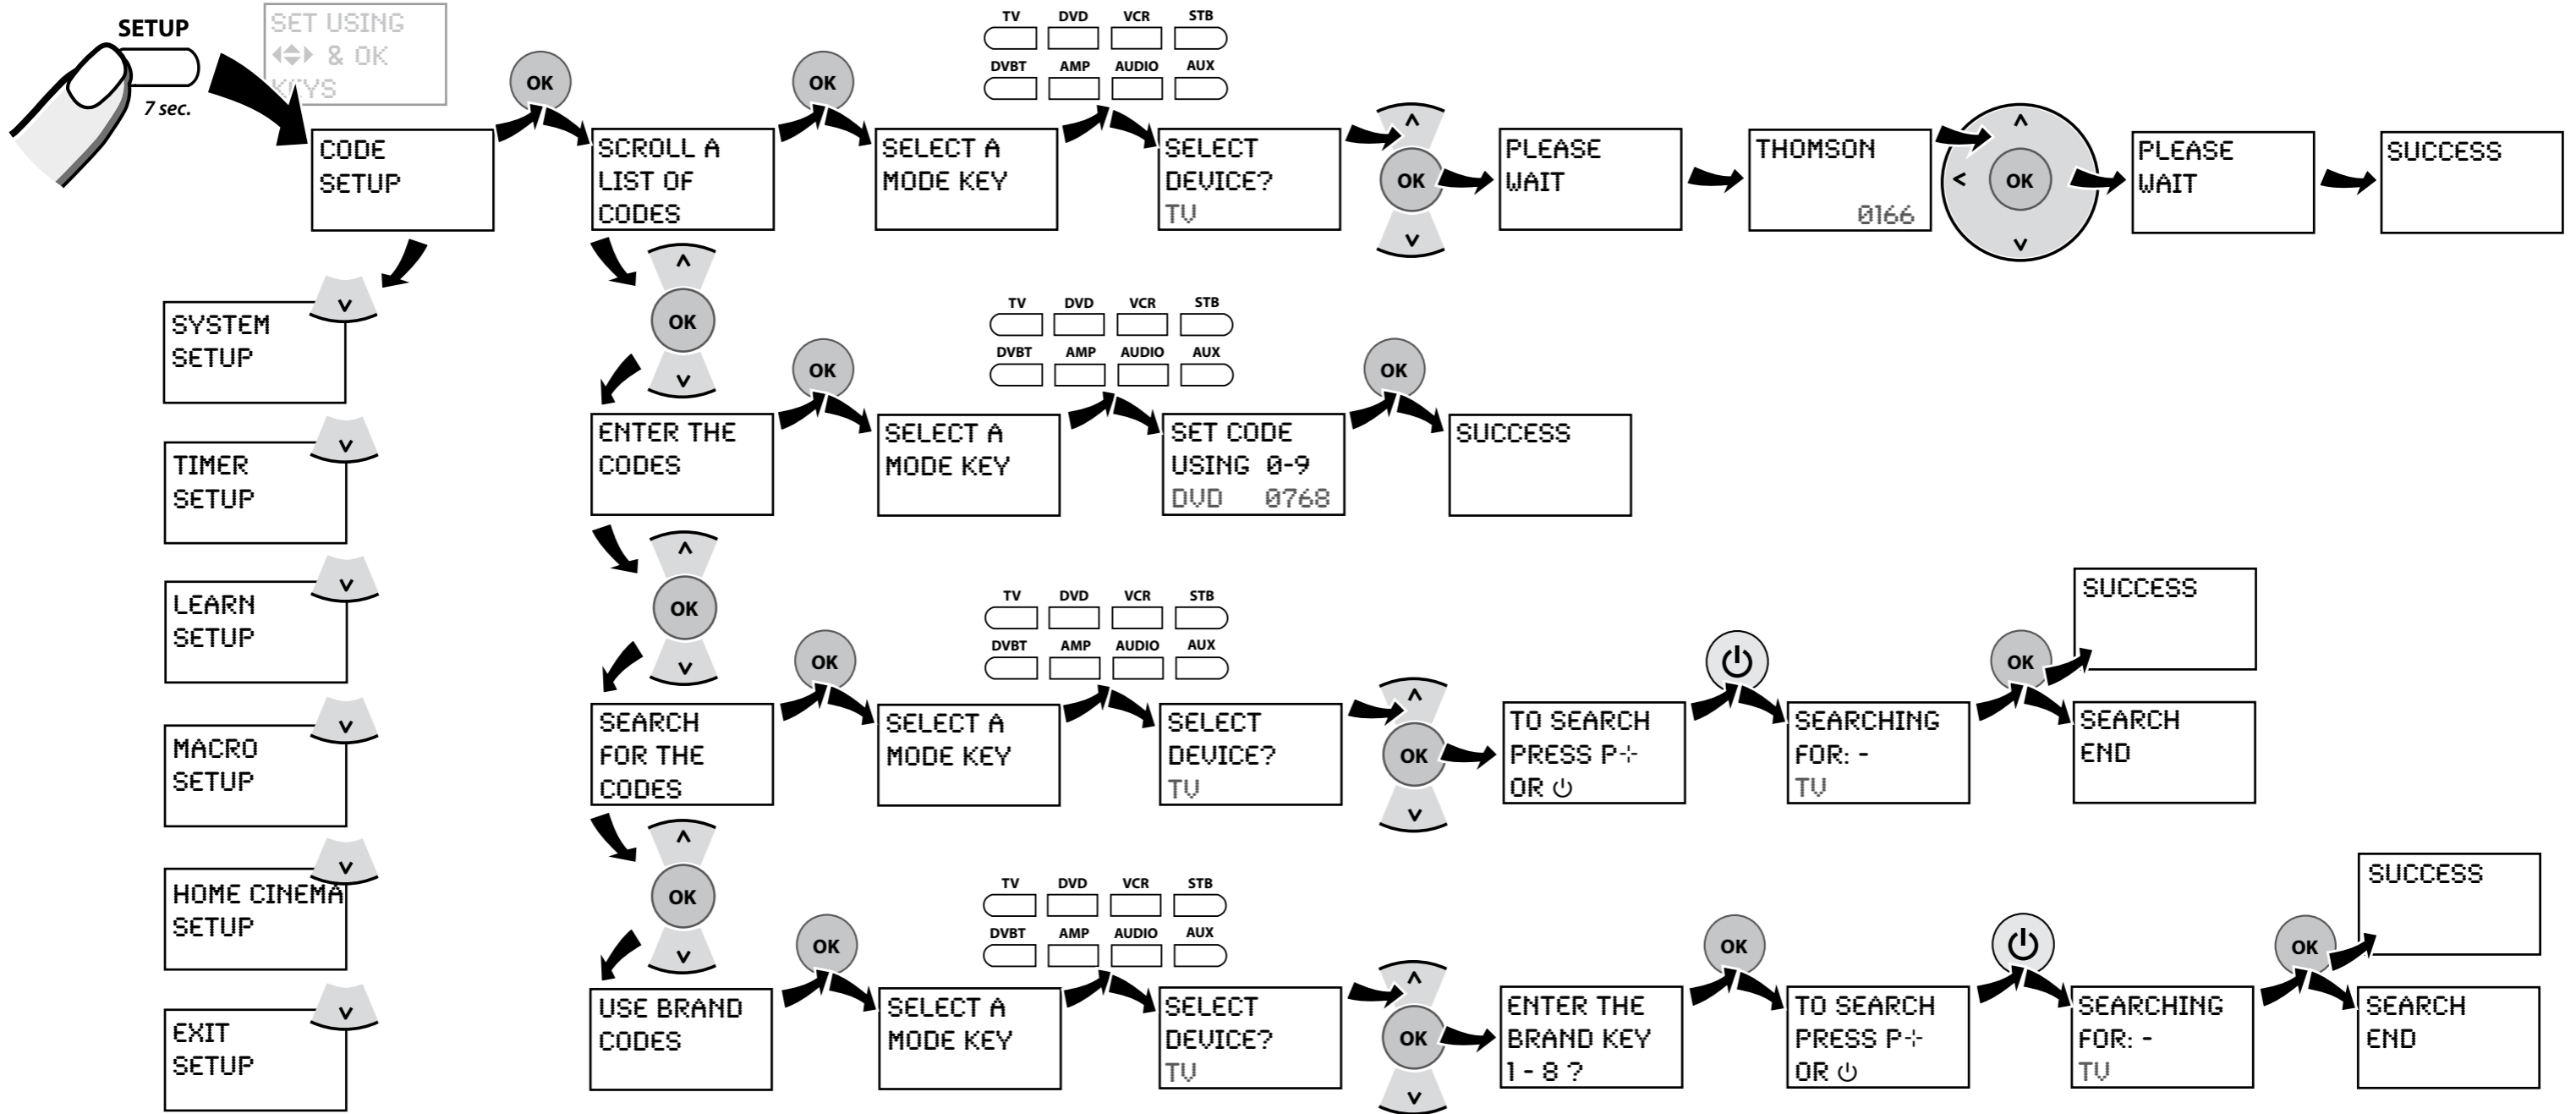 SETUP
7 sec.
SET USING
& OK
KEYS
CODE
SETUP
OK
SCROLL A
LIST OF
CODES
OK
SELECT A
MODE KEY
TV DVD VCR STB
DVBT AMP AUDIO AUX
SELECT
DEVICE?
TV
OK
PLEASE
WAIT
THOMSON
0166
OK
PLEASE
WAIT
SUCCESS
SYSTEM
SETUP
TIMER
SETUP
LEARN
SETUP
MACRO
SETUP
HOME CINEMA
SETUP
EXIT
SETUP
OK
ENTER THE
CODES
OK
SELECT A
MODE KEY
TV DVD VCR STB
DVBT AMP AUDIO AUX
SET CODE
USING 0-9
DVD 0768
OK
SUCCESS
OK
SEARCH
FOR THE
CODES
OK
SELECT A
MODE KEY
TV DVD VCR STB
DVBT AMP AUDIO AUX
SELECT
DEVICE?
TV
OK
TO SEARCH
PRESS P+
OR ⏻
SEARCHING
FOR: -
TV
OK
SUCCESS
SEARCH
END
OK
USE BRAND
CODES
OK
SELECT A
MODE KEY
TV DVD VCR STB
DVBT AMP AUDIO AUX
SELECT
DEVICE?
TV
OK
ENTER THE
BRAND KEY
1 - 8 ?
OK
TO SEARCH
PRESS P+
OR ⏻
SEARCHING
FOR: -
TV
OK
SUCCESS
SEARCH
END